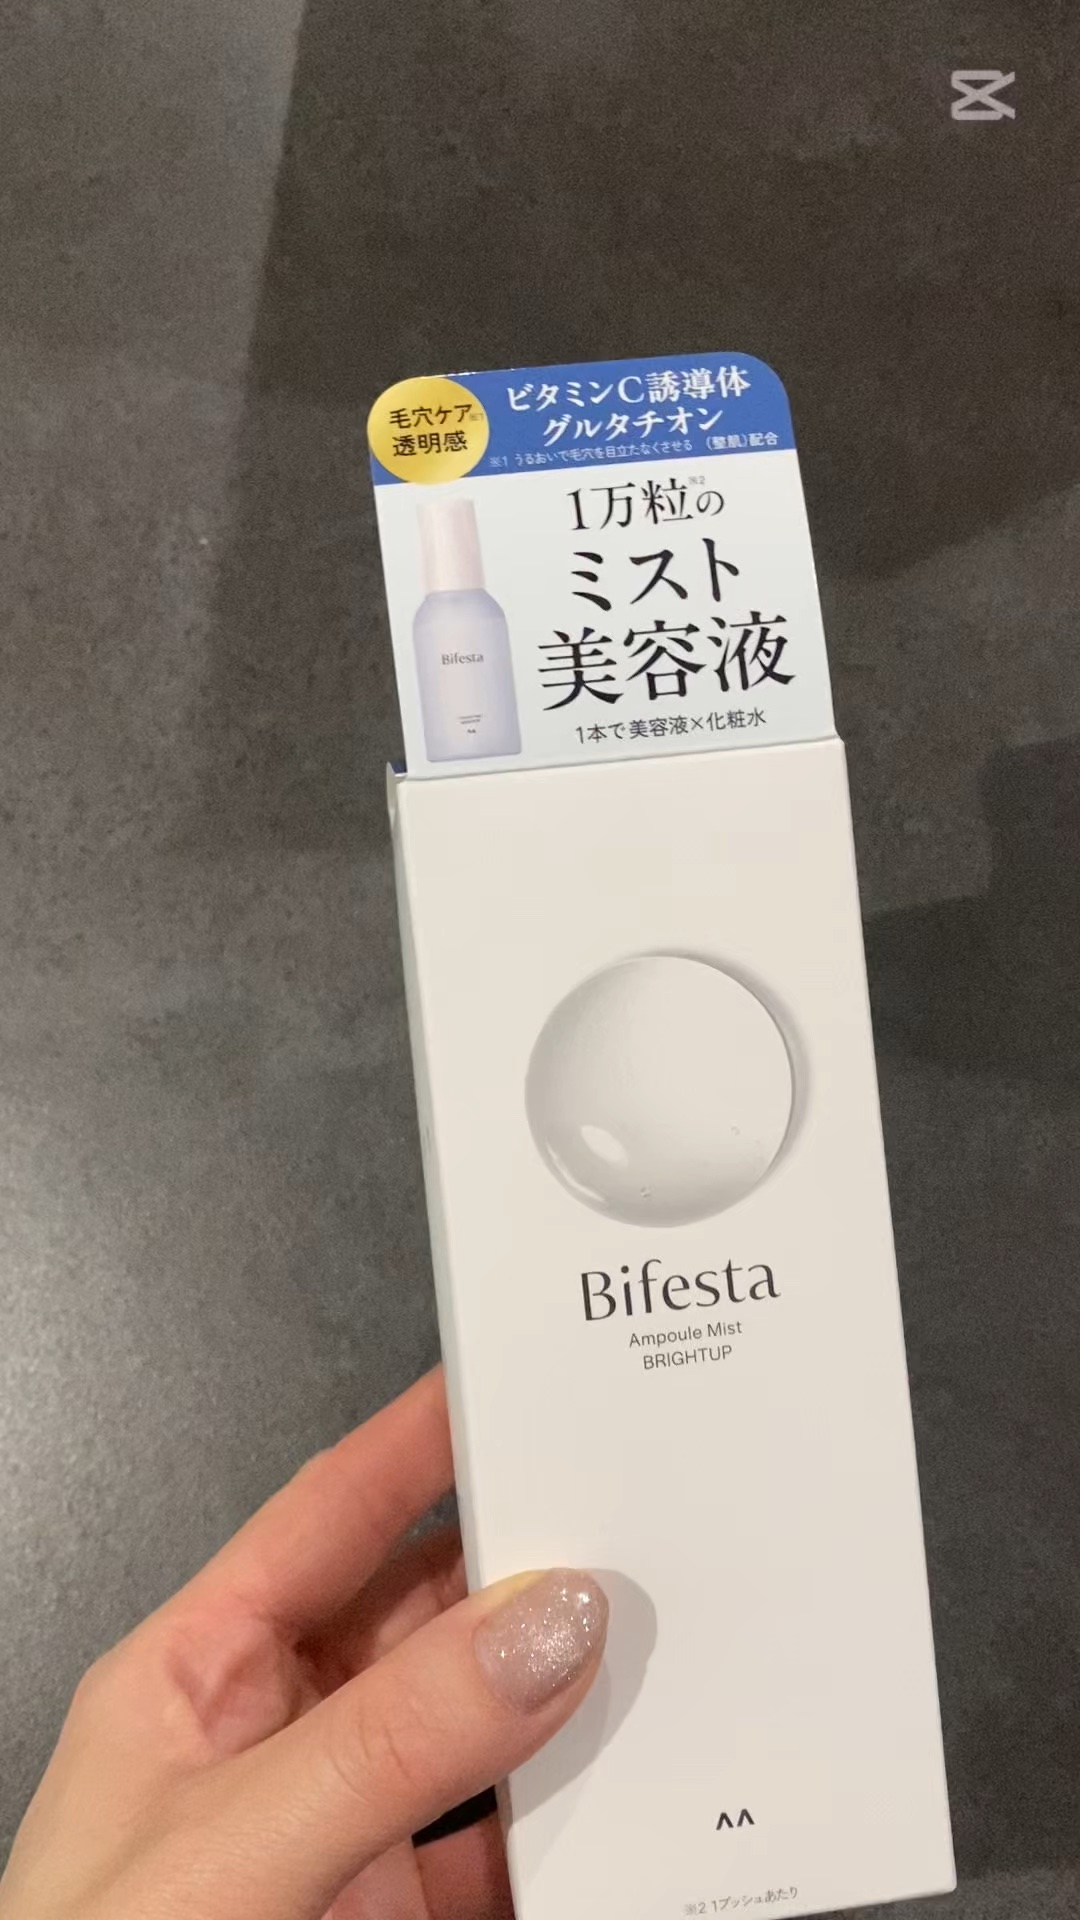 毛穴ケア※1
透明感
ビタミンC誘導体
グルタチオン
※1 うるおいで毛穴を目立たなくさせる (整肌)配合
1万粒※2の
ミスト
美容液
1本で美容液×化粧水
Bifesta
Bifesta
Ampoule Mist
BRIGHTUP
※2 1プッシュあたり